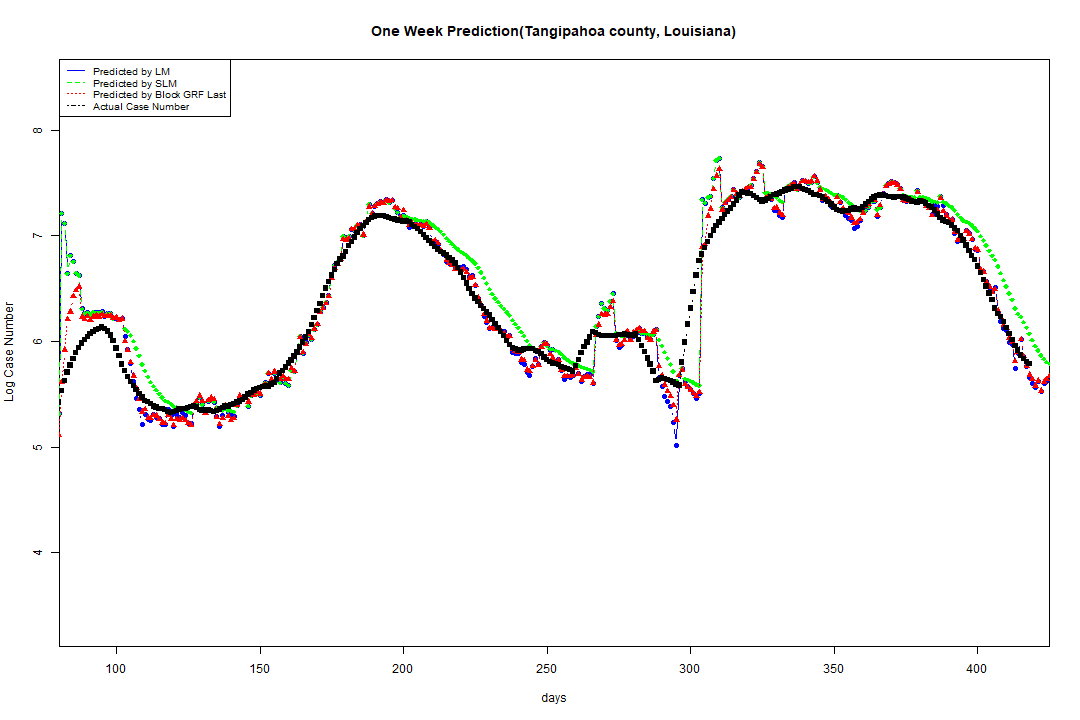 One Week Prediction(Tangipahoa county, Louisiana)
Predicted by LM
Predicted by SLM
Predicted by Block GRF Last
Actual Case Number
Log Case Number
8
7
6
5
4
100 150 200 250 300 350 400
days